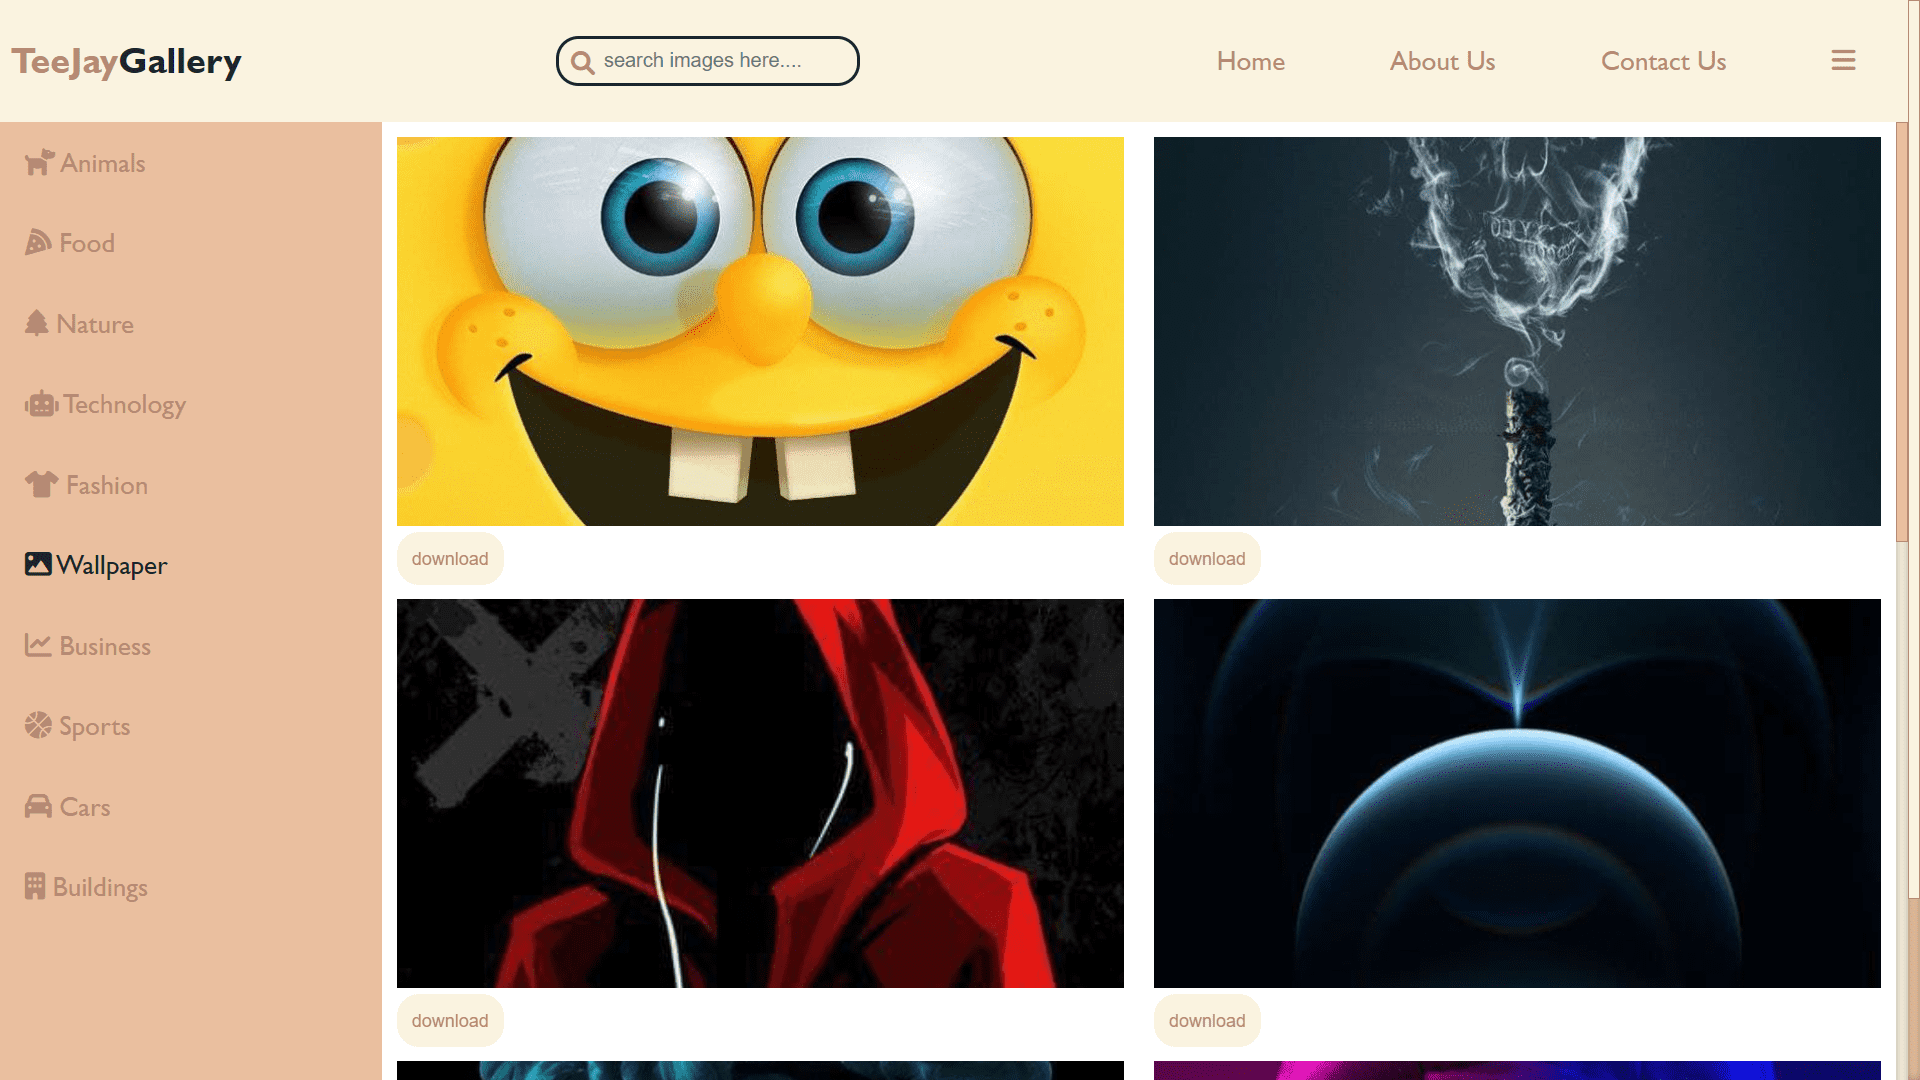 TeeJayGallery
search images here....
Home
About Us
Contact Us
Animals
Food
Nature
Technology
Fashion
Wallpaper
Business
Sports
Cars
Buildings
download
download
download
download